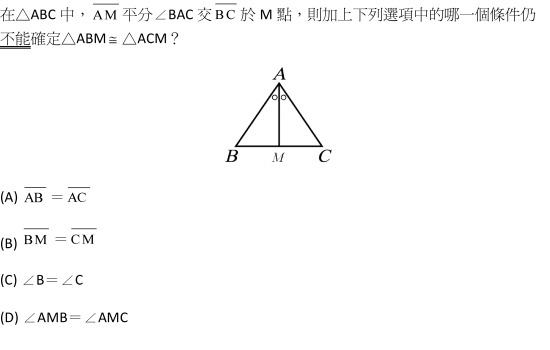 在△ABC 中， AM 平分∠BAC 交 BC 於 M 點，則加上下列選項中的哪一個條件仍
不能確定△ABM≅ △ACM？
A
B M C
(A) AB = AC
(B) BM = CM
(C) ∠B＝∠C
(D) ∠AMB＝∠AMC